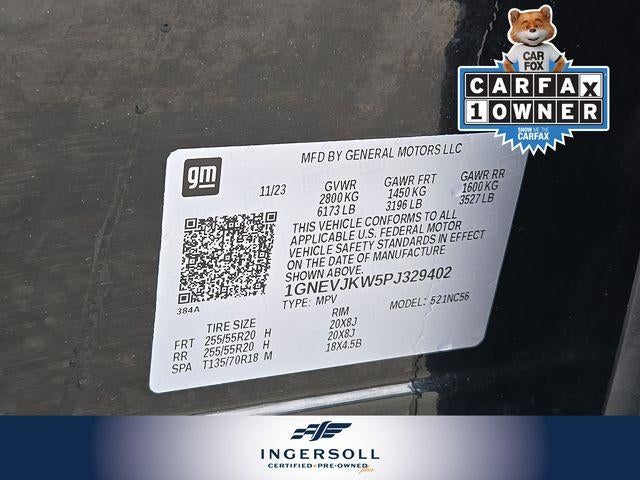 CAR
FOX
CARFAX
1 OWNER
SHOW ME THE
CARFAX
gm
MFD BY GENERAL MOTORS LLC
11/23 GVWR GAWR FRT GAWR RR
2800 KG 1450 KG 1600 KG
6173 LB 3196 LB 3527 LB
THIS VEHICLE CONFORMS TO ALL
APPLICABLE U.S. FEDERAL MOTOR
VEHICLE SAFETY STANDARDS IN EFFECT
ON THE DATE OF MANUFACTURE
SHOWN ABOVE.
1GNEVJKW5PJ329402
TYPE: MPV MODEL: 521NC56
384A
TIRE SIZE RIM
FRT 255/55R20 H 20X8J
RR 255/55R20 H 20X8J
SPA T135/70R18 M 18X4.5B
INGERSOLL
CERTIFIED • PRE-OWNED plus